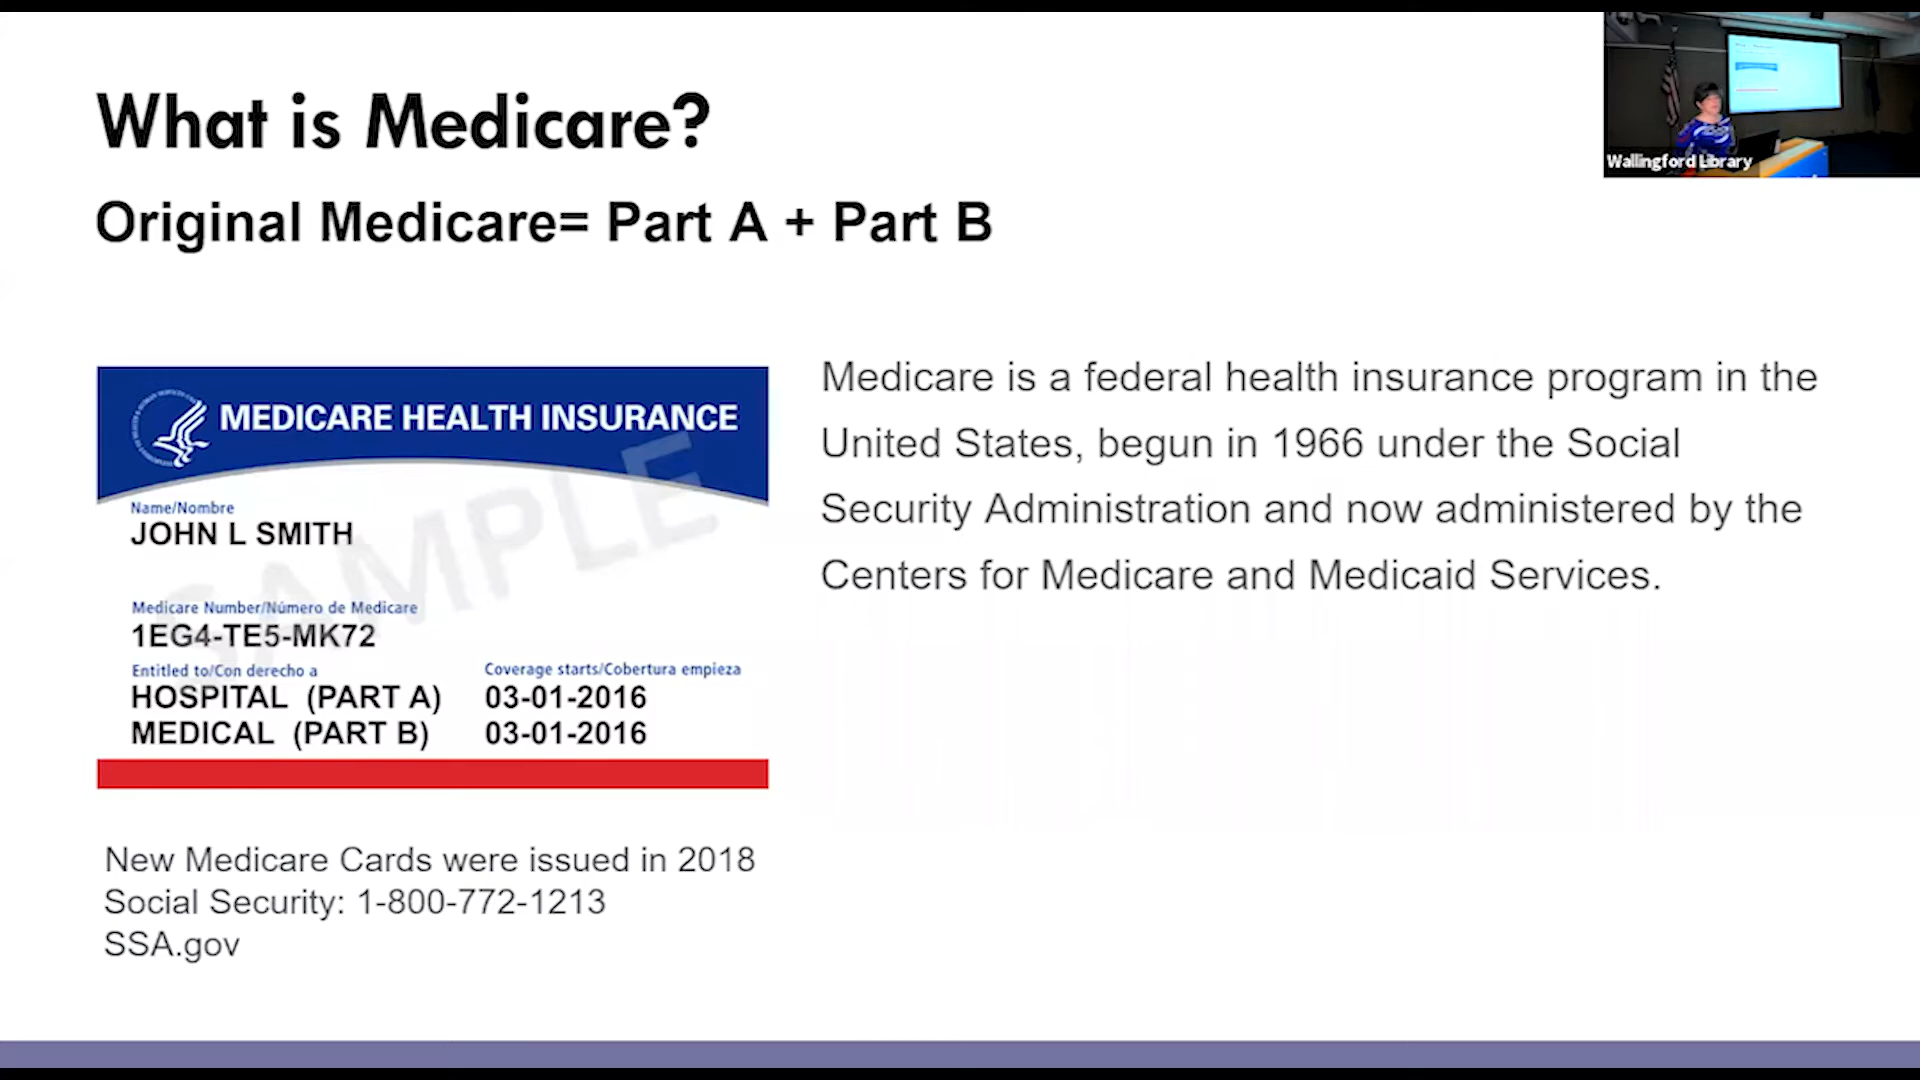 What is Medicare?
Original Medicare= Part A + Part B
Wallingford Library
MEDICARE HEALTH INSURANCE
SAMPLE
Name/Nombre
JOHN L SMITH
Medicare Number/Número de Medicare
1EG4-TE5-MK72
Entitled to/Con derecho a Coverage starts/Cobertura empieza
HOSPITAL (PART A) 03-01-2016
MEDICAL (PART B) 03-01-2016
Medicare is a federal health insurance program in the
United States, begun in 1966 under the Social
Security Administration and now administered by the
Centers for Medicare and Medicaid Services.
New Medicare Cards were issued in 2018
Social Security: 1-800-772-1213
SSA.gov